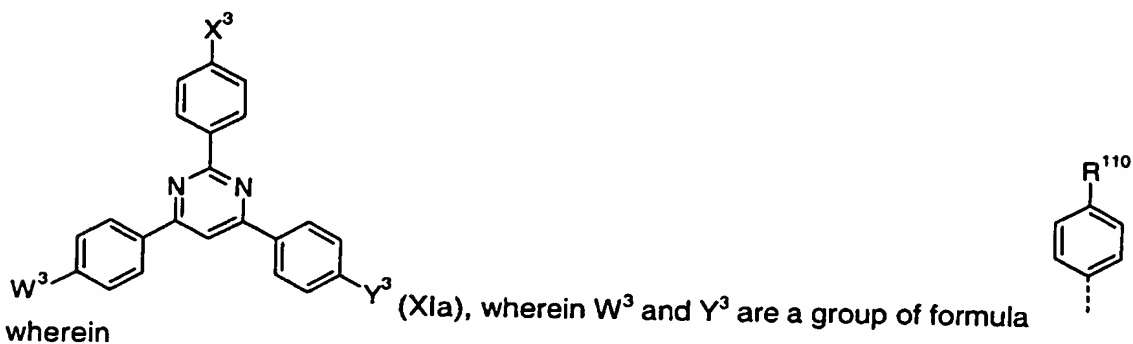 X³
R¹¹⁰
N N
W³
Y³ (XIa), wherein W³ and Y³ are a group of formula
wherein